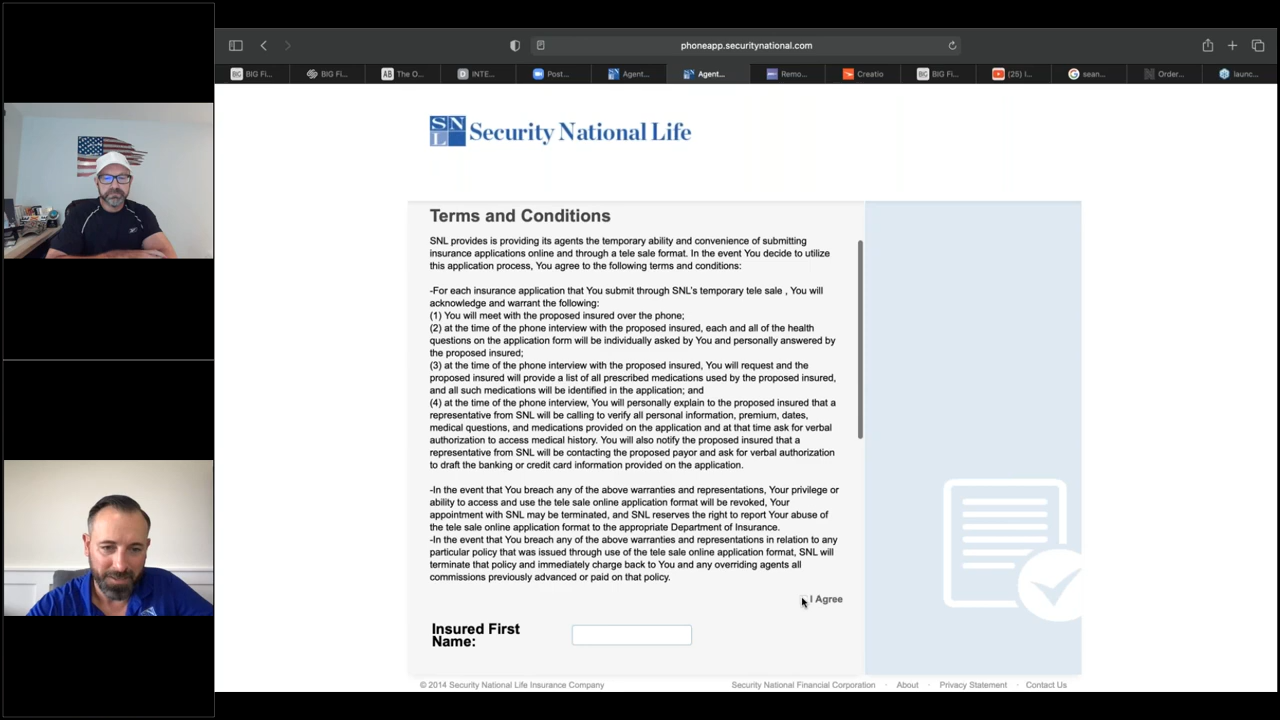 phoneapp.securitynational.com
BIG Fi...
BIG Fi...
The O...
INTE...
Post...
Agent...
Agent...
Remo...
Creatio
BIG Fi...
(25) I...
sean...
Order...
launc...
SNL Security National Life
Terms and Conditions
SNL provides is providing its agents the temporary ability and convenience of submitting
insurance applications online and through a tele sale format. In the event You decide to utilize
this application process, You agree to the following terms and conditions:
-For each insurance application that You submit through SNL's temporary tele sale , You will
acknowledge and warrant the following:
(1) You will meet with the proposed insured over the phone;
(2) at the time of the phone interview with the proposed insured, each and all of the health
questions on the application form will be individually asked by You and personally answered by
the proposed insured;
(3) at the time of the phone interview with the proposed insured, You will request and the
proposed insured will provide a list of all prescribed medications used by the proposed insured,
and all such medications will be identified in the application; and
(4) at the time of the phone interview, You will personally explain to the proposed insured that a
representative from SNL will be calling to verify all personal information, premium, dates,
medical questions, and medications provided on the application and at that time ask for verbal
authorization to access medical history. You will also notify the proposed insured that a
representative from SNL will be contacting the proposed payor and ask for verbal authorization
to draft the banking or credit card information provided on the application.
-In the event that You breach any of the above warranties and representations, Your privilege or
ability to access and use the tele sale online application format will be revoked, Your
appointment with SNL may be terminated, and SNL reserves the right to report Your abuse of
the tele sale online application format to the appropriate Department of Insurance.
-In the event that You breach any of the above warranties and representations in relation to any
particular policy that was issued through use of the tele sale online application format, SNL will
terminate that policy and immediately charge back to You and any overriding agents all
commissions previously advanced or paid on that policy.
I Agree
Insured First
Name:
© 2014 Security National Life Insurance Company
Security National Financial Corporation · About · Privacy Statement · Contact Us